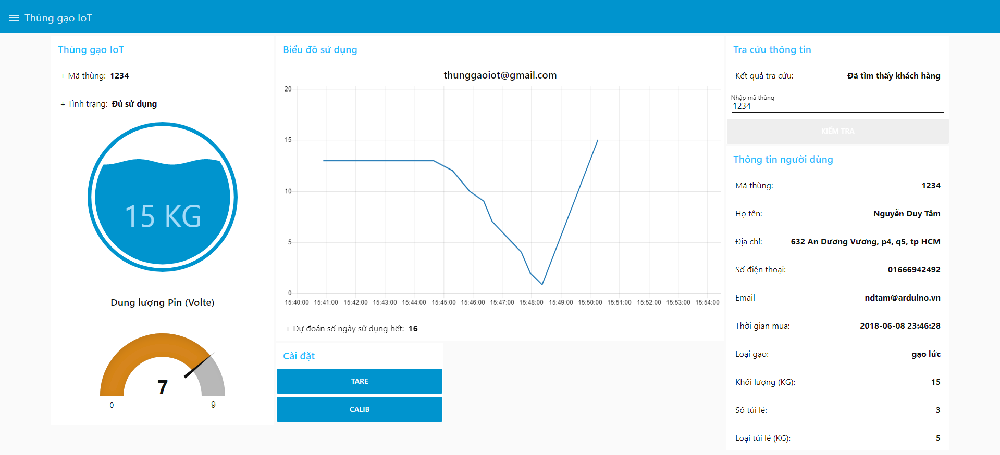 Thùng gạo IoT
Thùng gạo IoT
+ Mã thùng: 1234
+ Tình trạng: Đủ sử dụng
15 KG
Dung lượng Pin (Volte)
7
0
9
Biểu đồ sử dụng
thunggaoiot@gmail.com
20
15
10
5
0
15:40:00 15:41:00 15:42:00 15:43:00 15:44:00 15:45:00 15:46:00 15:47:00 15:48:00 15:49:00 15:50:00 15:51:00 15:52:00 15:53:00 15:54:00
+ Dự đoán số ngày sử dụng hết: 16
Cài đặt
TARE
CALIB
Tra cứu thông tin
Kết quả tra cứu: Đã tìm thấy khách hàng
Nhập mã thùng
1234
KIỂM TRA
Thông tin người dùng
Mã thùng: 1234
Họ tên: Nguyễn Duy Tâm
Địa chỉ: 632 An Dương Vương, p4, q5, tp HCM
Số điện thoại: 01666942492
Email ndtam@arduino.vn
Thời gian mua: 2018-06-08 23:46:28
Loại gạo: gạo lức
Khối lượng (KG): 15
Số túi lẻ: 3
Loại túi lẻ (KG): 5